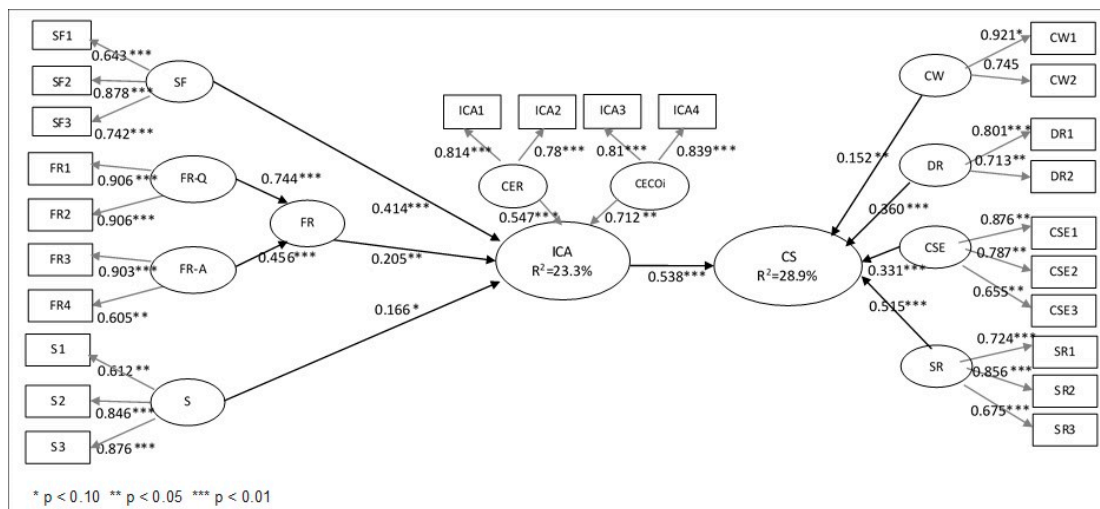 SF1
0.643***
SF2
0.878***
SF3
0.742***
SF
FR1
0.906***
FR2
0.906***
FR-Q
0.744***
FR3
0.903***
FR4
0.605**
FR-A
0.456***
FR
S1
0.612**
S2
0.846***
S3
0.876***
S
0.414***
0.205**
0.166*
ICA1
ICA2
ICA3
ICA4
0.814***
0.78***
0.81***
0.839***
CER
CECOi
0.547***
0.712**
ICA
R²=23.3%
0.538***
CS
R²=28.9%
0.152**
0.360***
0.331***
0.515***
CW
0.921*
CW1
0.745
CW2
DR
0.801***
DR1
0.713**
DR2
CSE
0.876**
CSE1
0.787**
CSE2
0.655**
CSE3
SR
0.724***
SR1
0.856***
SR2
0.675***
SR3
* p < 0.10 ** p < 0.05 *** p < 0.01